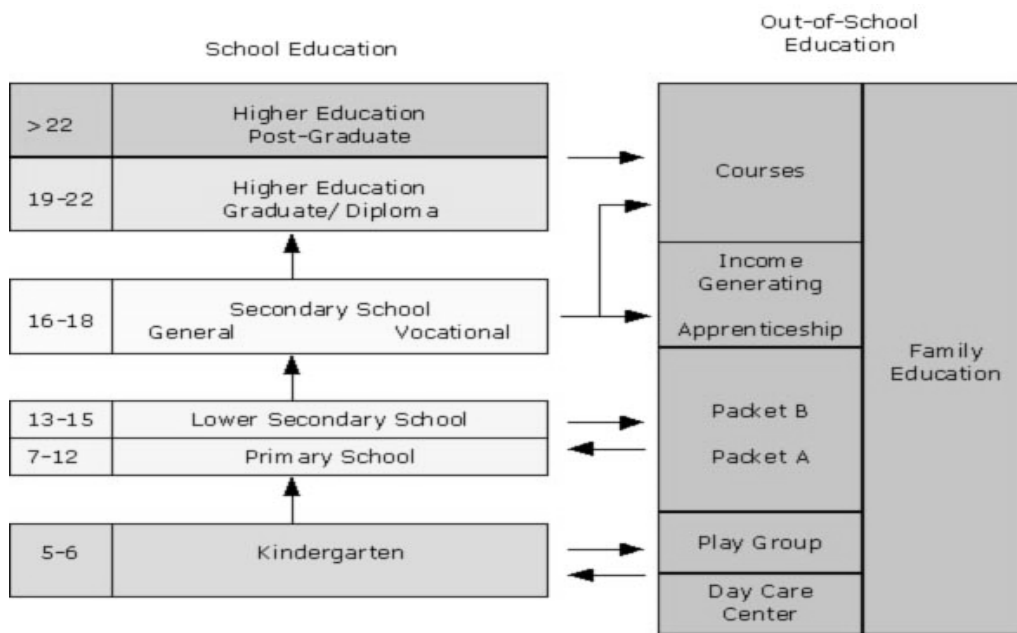 School Education
Out-of-School
Education
> 22
Higher Education
Post-Graduate
19-22
Higher Education
Graduate/ Diploma
16-18
Secondary School
General Vocational
13-15
Lower Secondary School
7-12
Primary School
5-6
Kindergarten
Courses
Income
Generating
Apprenticeship
Packet B
Packet A
Play Group
Day Care
Center
Family
Education